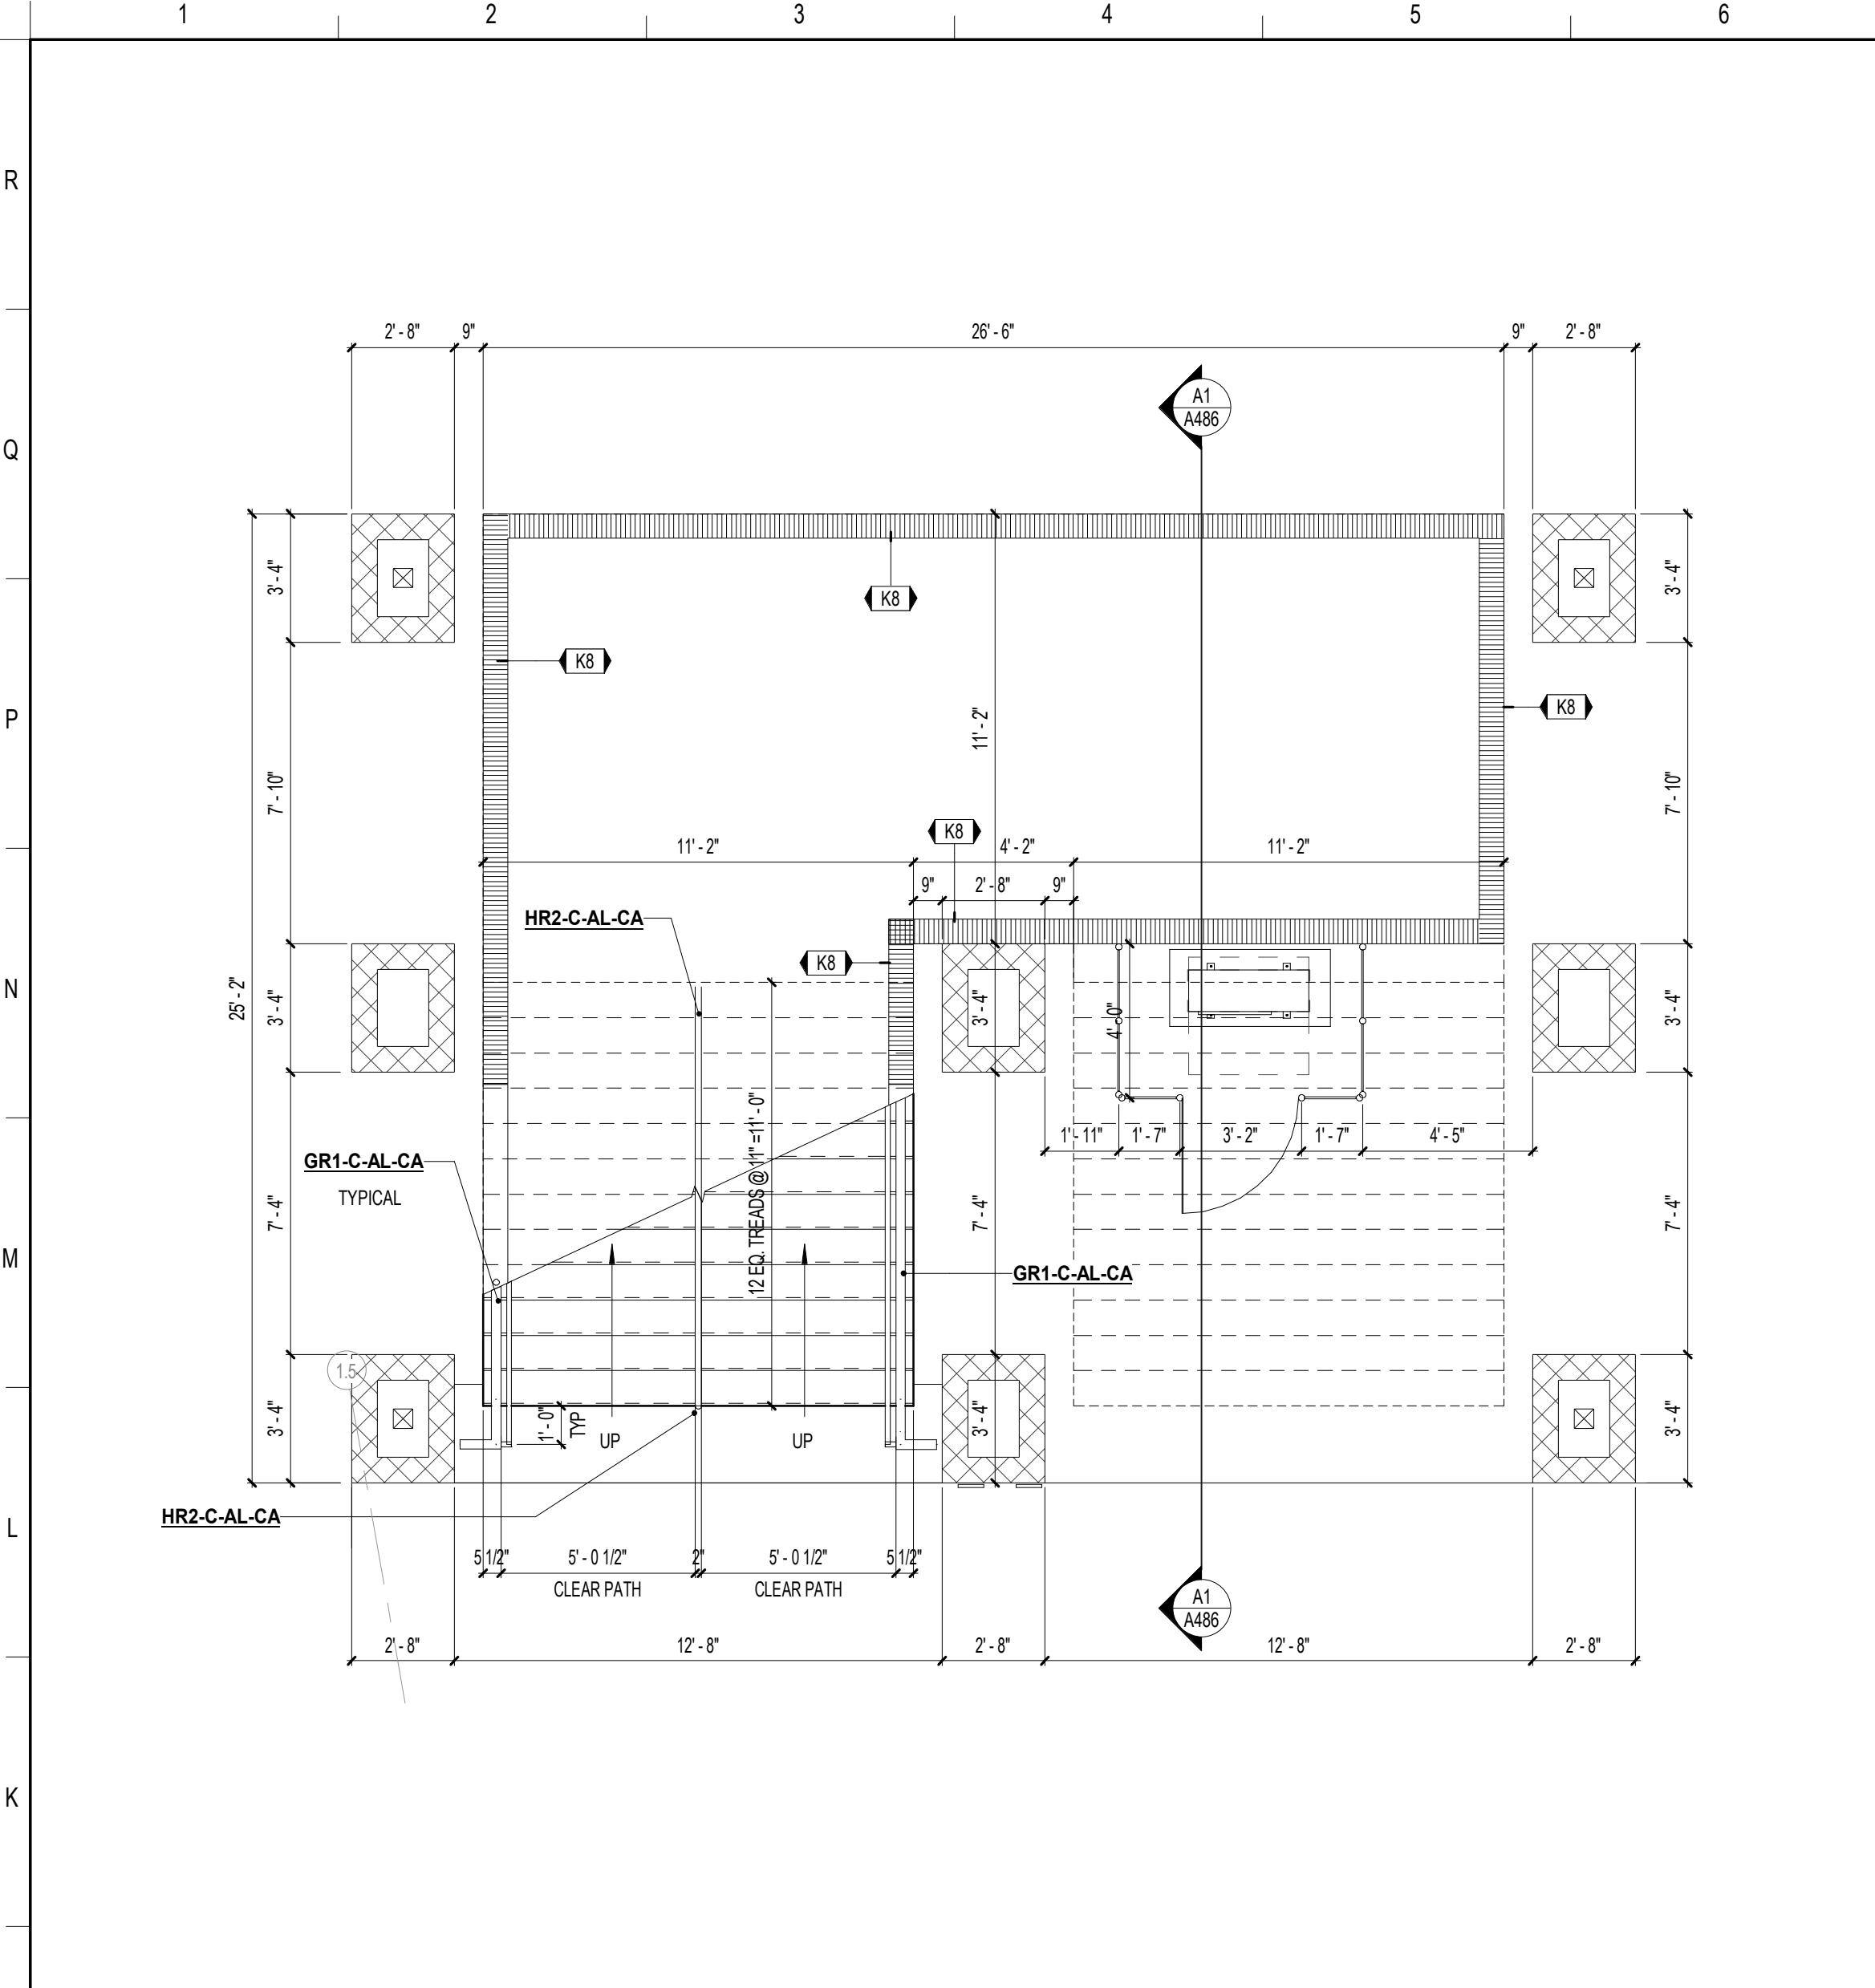 1 2 3 4 5 6
R
2' - 8" 9" 26' - 6" 9" 2' - 8"
A1
A486
Q
3' - 4" 3' - 4"
K8
K8
P
K8
11' - 2"
7' - 10" 7' - 10"
K8
11' - 2" 4' - 2" 11' - 2"
9" 2' - 8" 9"
HR2-C-AL-CA
K8
N
25' - 2"
3' - 4" 3' - 4" 4' - 0" 3' - 4"
1' - 11" 1' - 7" 3' - 2" 1' - 7" 4' - 5"
GR1-C-AL-CA
TYPICAL
12 EQ. TREADS @ 11" =11' - 0"
7' - 4" 7' - 4" 7' - 4"
M
GR1-C-AL-CA
1.5
3' - 4" 3' - 4" 3' - 4"
1' - 0"
TYP
UP UP
HR2-C-AL-CA
L
5 1/2" 5' - 0 1/2" 2" 5' - 0 1/2" 5 1/2"
CLEAR PATH CLEAR PATH
A1
A486
2' - 8" 12' - 8" 2' - 8" 12' - 8" 2' - 8"
K